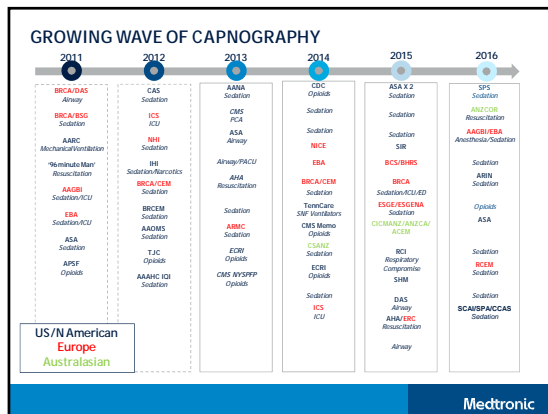 GROWING WAVE OF CAPNOGRAPHY
2011
BRCA/DAS
Airway
BRCA/BSG
Sedation
AARC
MechanicalVentilation
'96 minute Man'
Resuscitation
AAGBI
Sedation/ICU
EBA
Sedation/ICU
ASA
Sedation
APSF
Opioids
2012
CAS
Sedation
ICS
ICU
NHI
Sedation
IHI
Sedation/Narcotics
BRCA/CEM
Sedation
BRCEM
Sedation
AAOMS
Sedation
TJC
Opioids
AAAHC IQI
Sedation
2013
AANA
Sedation
CMS
PCA
ASA
Airway
Airway/PACU
AHA
Resuscitation
Sedation
ARMC
Sedation
ECRI
Opioids
CMS NYSPFP
Opioids
2014
CDC
Opioids
Sedation
Sedation
NICE
EBA
BRCA/CEM
Sedation
TennCare
SNF Ventilators
CMS Memo
Opioids
CSANZ
Sedation
ECRI
Opioids
Sedation
ICS
ICU
2015
ASA X 2
Sedation
Sedation
SIR
BCS/BHRS
BRCA
Sedation/ICU/ED
ESGE/ESGENA
Sedation
CICMANZ/ANZCA/
ACEM
RCI
Respiratory
Compromise
SHM
DAS
Airway
AHA/ERC
Resuscitation
Airway
2016
SPS
Sedation
ANZCOR
Resuscitation
AAGBI/EBA
Anesthesia/Sedation
Sedation
ARIN
Sedation
Opioids
ASA
Sedation
RCEM
Sedation
Sedation
SCAI/SPA/CCAS
Sedation
US/N American
Europe
Australasian
Medtronic